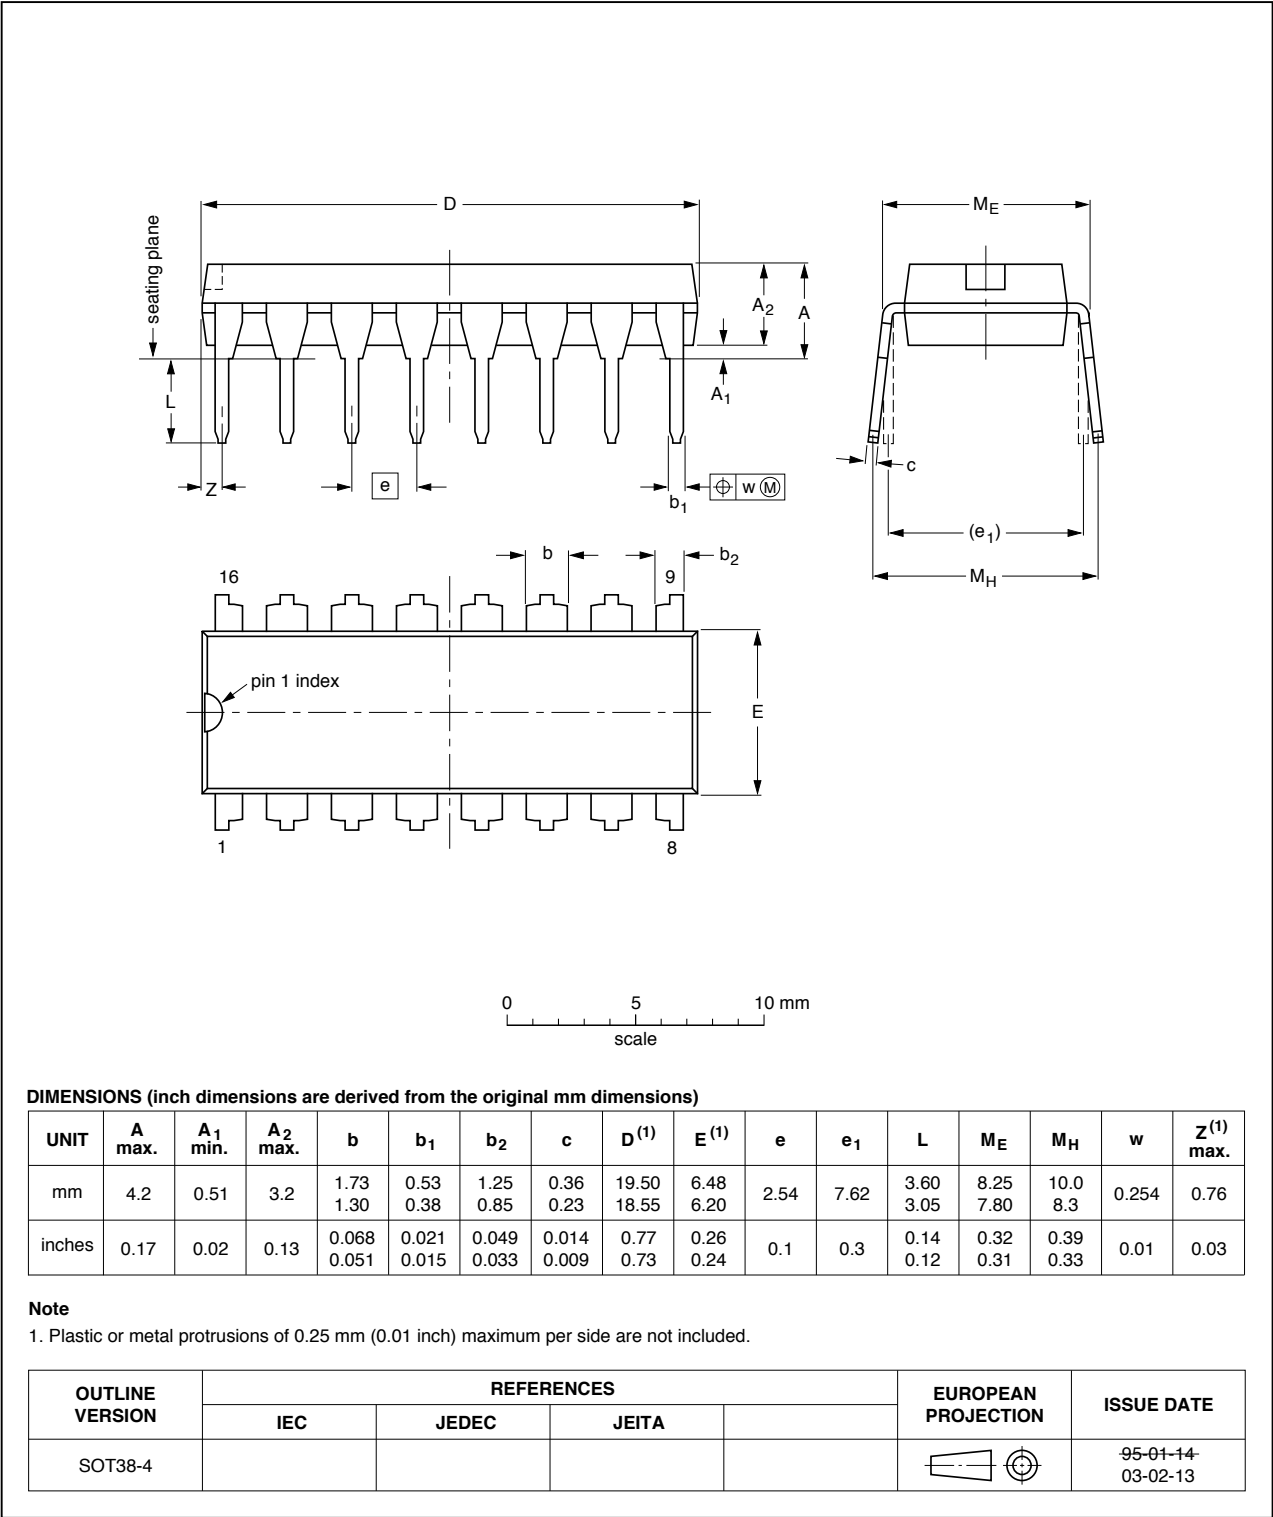 D
ME
seating plane
A2
A
A1
L
c
Z
e
b1
w M
(e1)
MH
b
b2
16
9
pin 1 index
E
1
8
0 5 10 mm
scale
DIMENSIONS (inch dimensions are derived from the original mm dimensions)
UNIT A max. A1 min. A2 max. b b1 b2 c D(1) E(1) e e1 L ME MH w Z(1) max.
mm 4.2 0.51 3.2 1.73 1.30 0.53 0.38 1.25 0.85 0.36 0.23 19.50 18.55 6.48 6.20 2.54 7.62 3.60 3.05 8.25 7.80 10.0 8.3 0.254 0.76
inches 0.17 0.02 0.13 0.068 0.051 0.021 0.015 0.049 0.033 0.014 0.009 0.77 0.73 0.26 0.24 0.1 0.3 0.14 0.12 0.32 0.31 0.39 0.33 0.01 0.03
Note
1. Plastic or metal protrusions of 0.25 mm (0.01 inch) maximum per side are not included.
OUTLINE VERSION
REFERENCES
IEC JEDEC JEITA
EUROPEAN PROJECTION
ISSUE DATE
SOT38-4
95-01-14
03-02-13